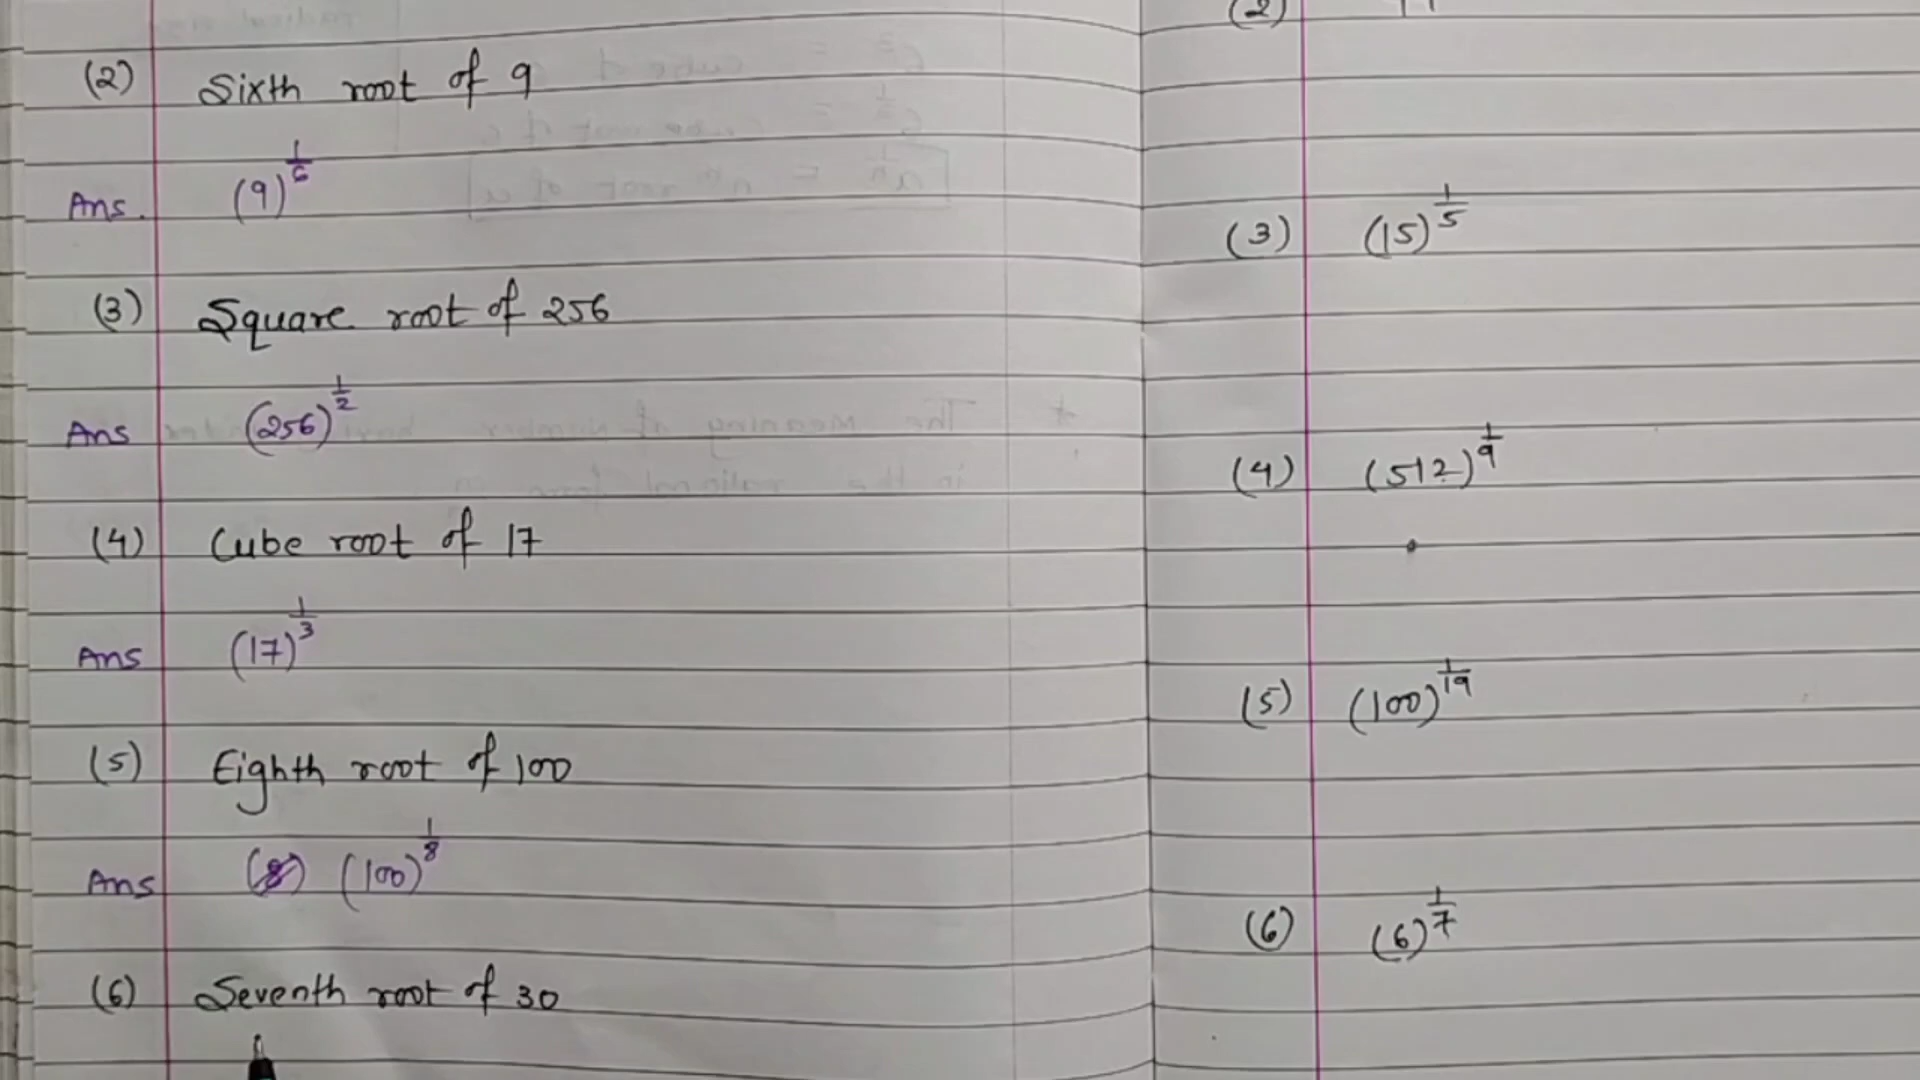 (2) Sixth root of 9
Ans. (9)^{1/6}
(3) Square root of 256
Ans (256)^{1/2}
(4) Cube root of 17
Ans (17)^{1/3}
(5) Eighth root of 100
Ans (100)^{1/8}
(6) Seventh root of 30
(2)
(3) (15)^{1/5}
(4) (512)^{1/9}
(5) (100)^{1/19}
(6) (6)^{1/7}